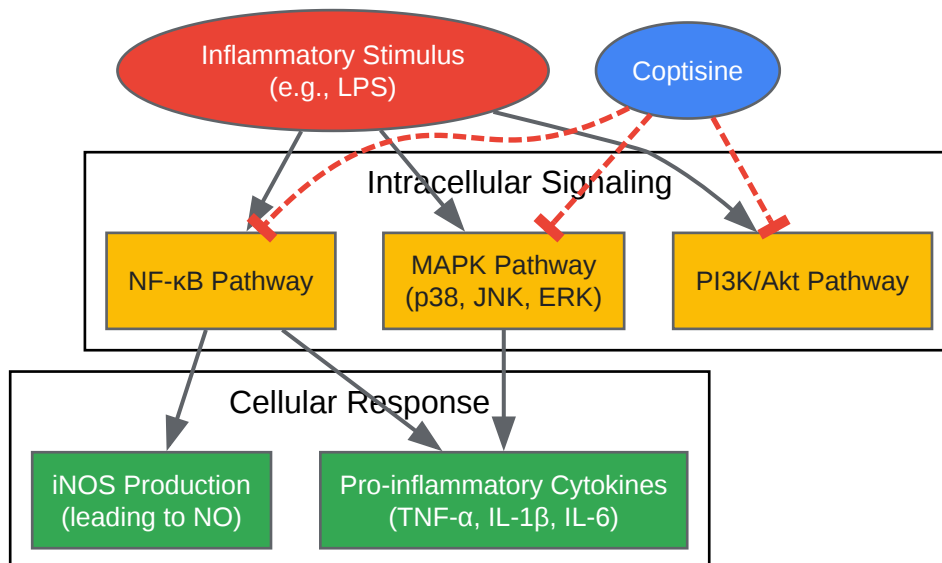 Inflammatory Stimulus
(e.g., LPS)
Coptisine
Intracellular Signaling
NF-κB Pathway
MAPK Pathway
(p38, JNK, ERK)
PI3K/Akt Pathway
Cellular Response
iNOS Production
(leading to NO)
Pro-inflammatory Cytokines
(TNF-α, IL-1β, IL-6)